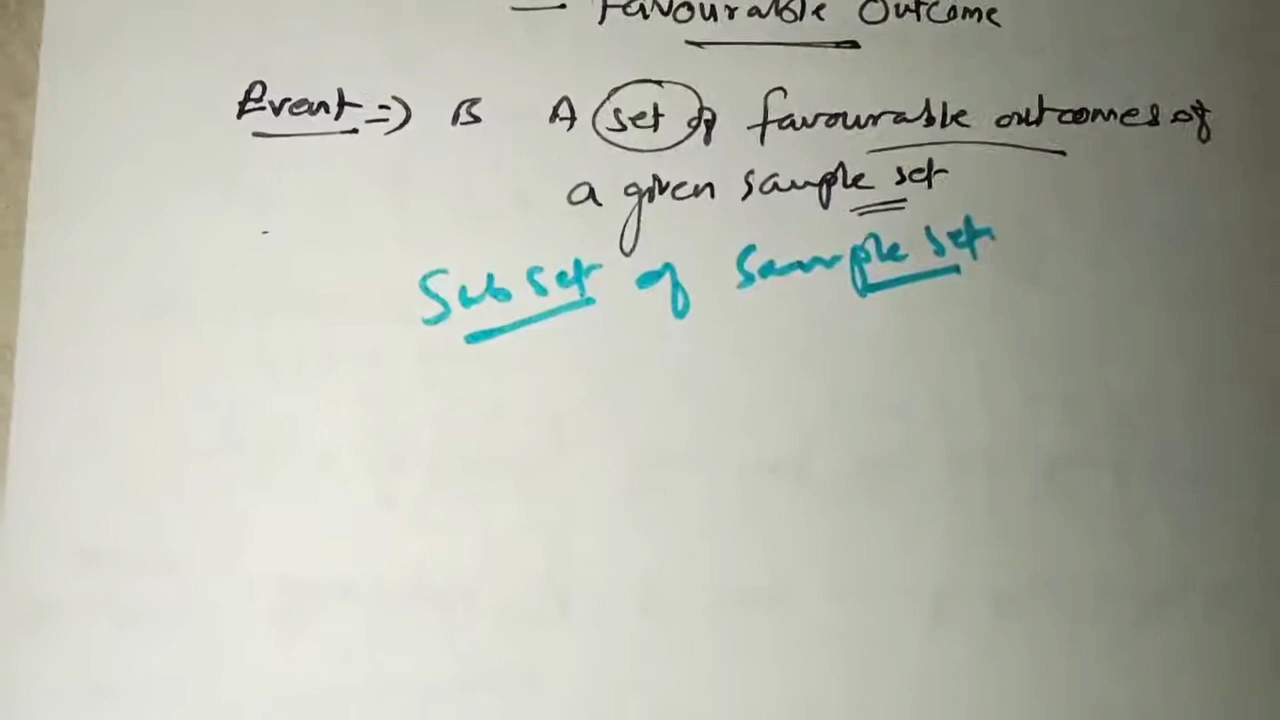 — Favourable Outcome
Event => is A set of favourable outcomes of
a given sample set
Subset of sample set